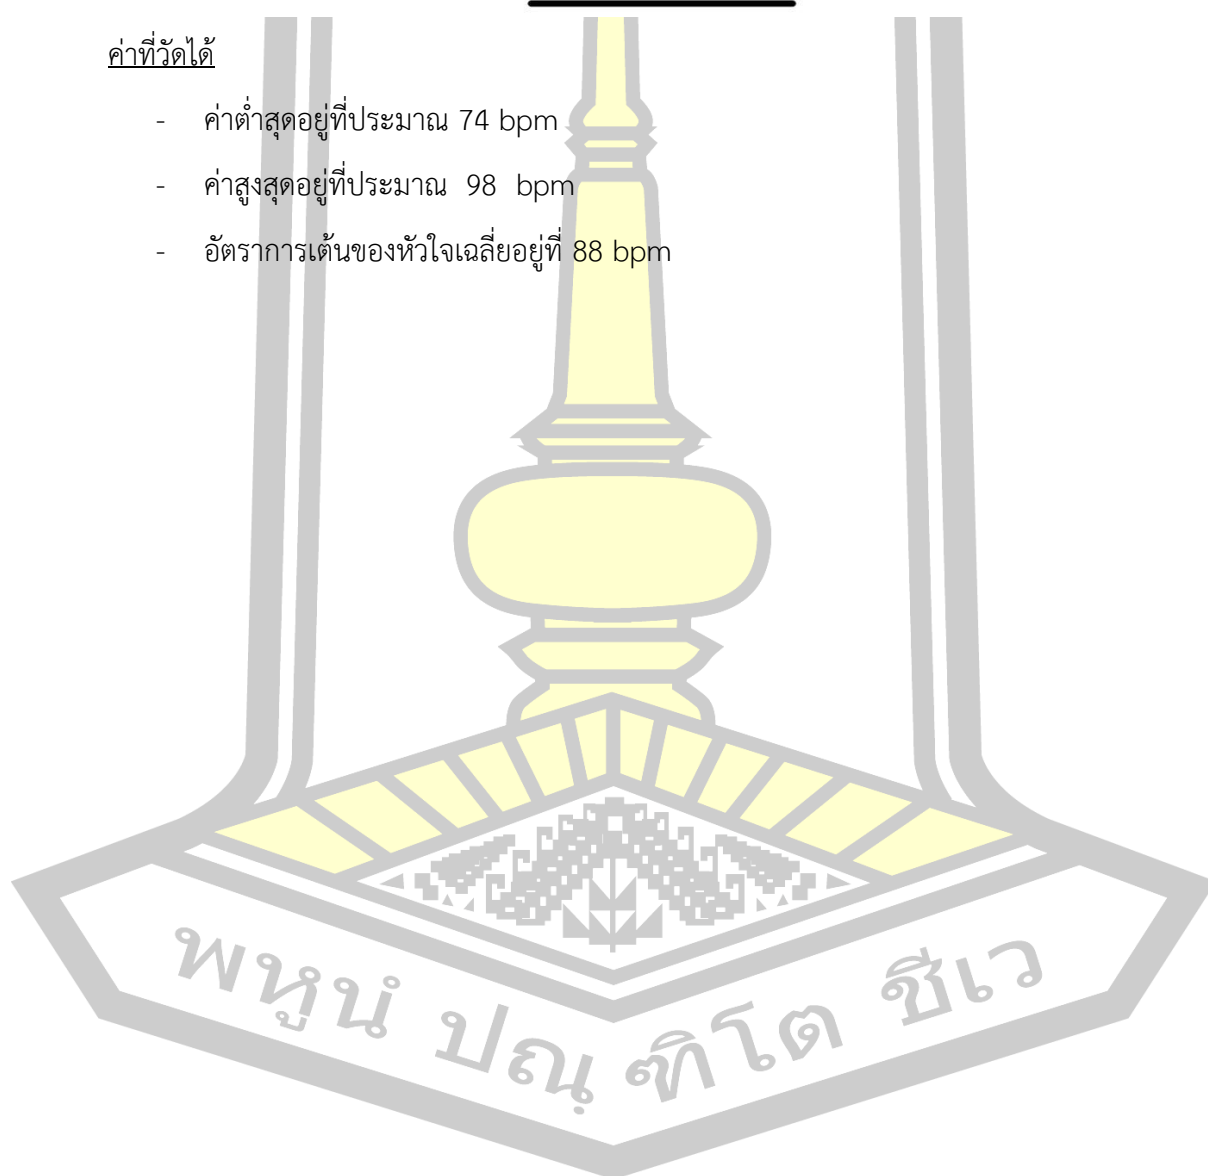 ค่าที่วัดได้
- ค่าต่ำสุดอยู่ที่ประมาณ 74 bpm
- ค่าสูงสุดอยู่ที่ประมาณ 98 bpm
- อัตราการเต้นของหัวใจเฉลี่ยอยู่ที่ 88 bpm
พหูนํ ปณฺฑิโต ชีเว